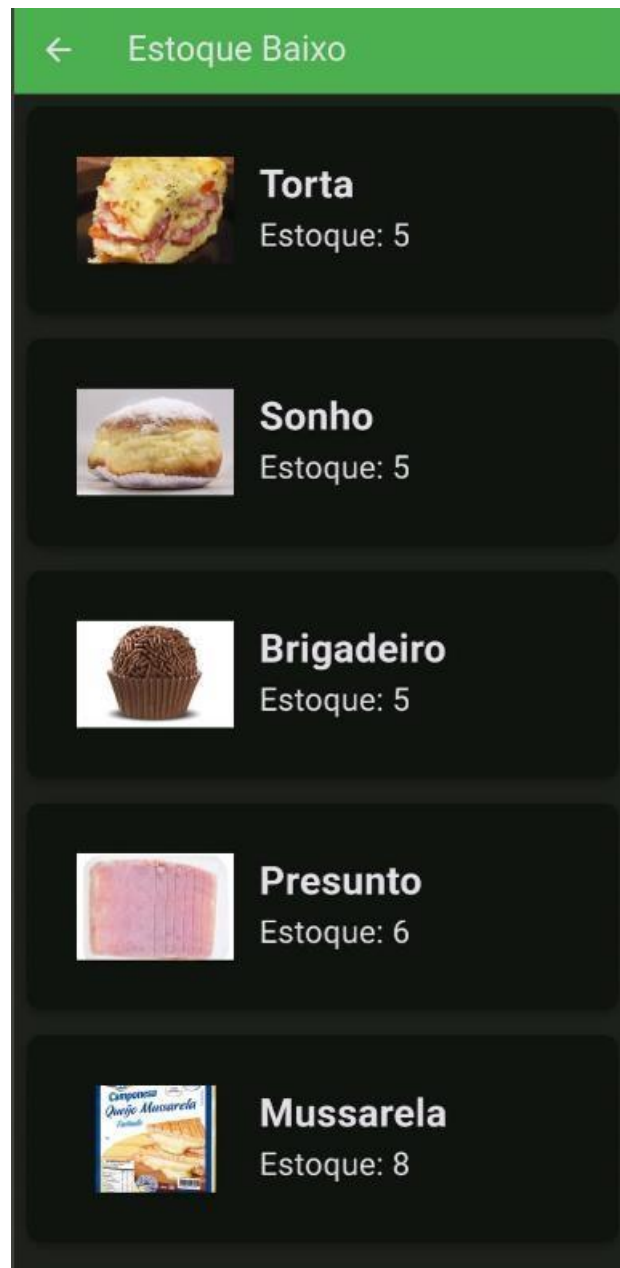 Estoque Baixo
Torta
Estoque: 5
Sonho
Estoque: 5
Brigadeiro
Estoque: 5
Presunto
Estoque: 6
Camponesa
Queijo Mussarela
Mussarela
Estoque: 8